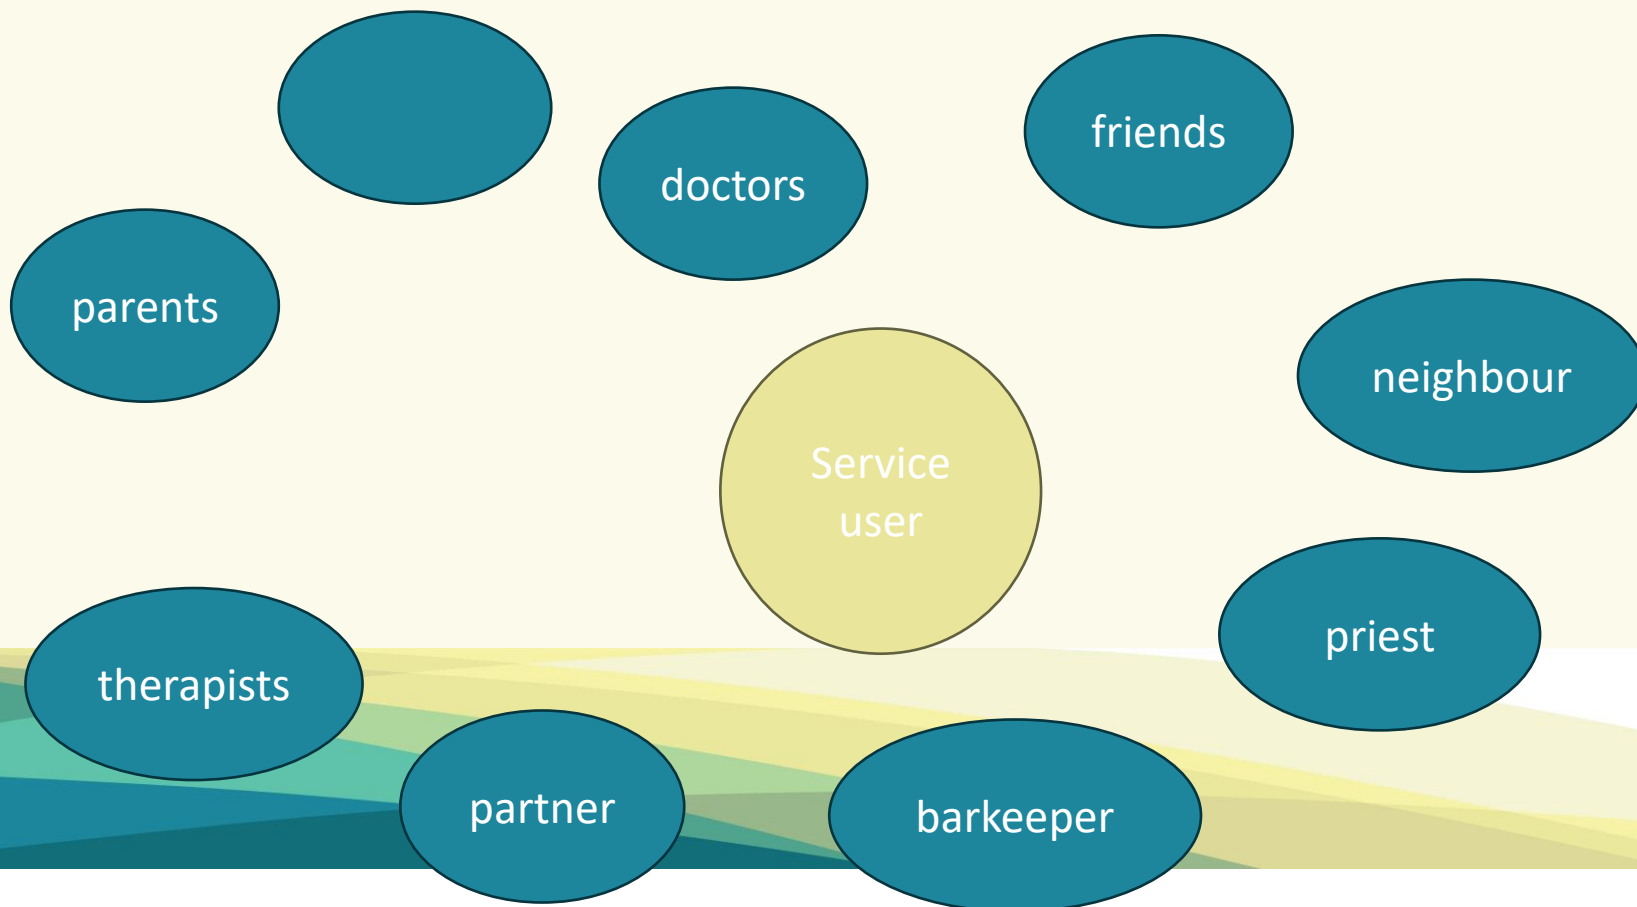 friends
doctors
parents
neighbour
Service
user
priest
therapists
partner
barkeeper